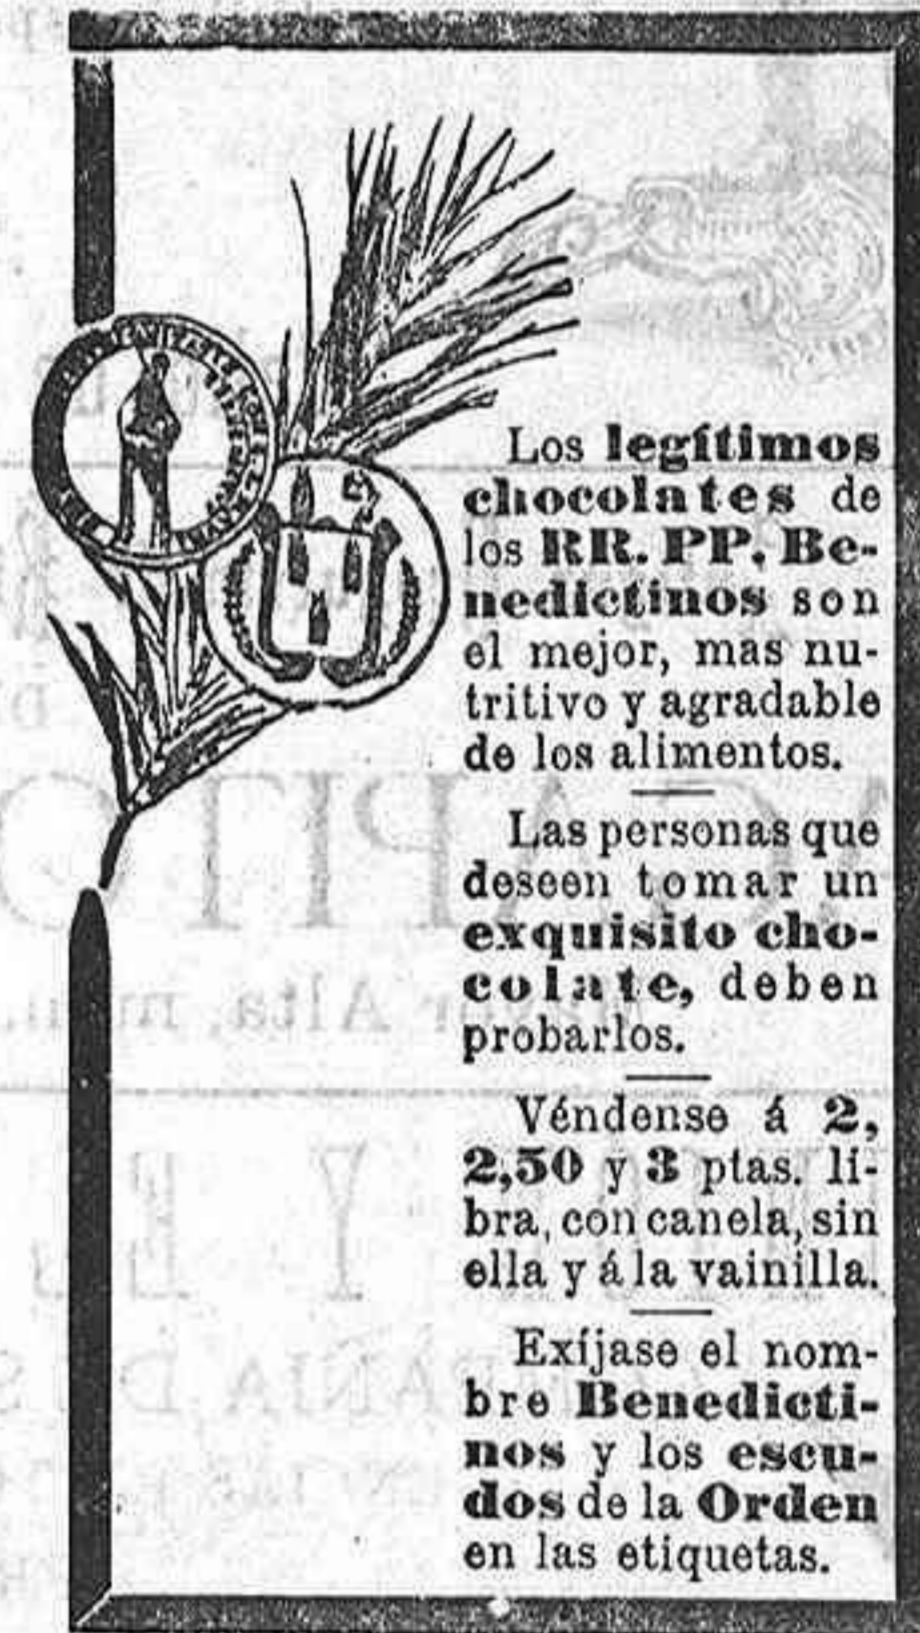 Los legítimos
chocolates de
los RR. PP. Be-
nedictinos son
el mejor, mas nu-
tritivo y agradable
de los alimentos.
Las personas que
deseen tomar un
exquisito cho-
colate, deben
probarlos.
Véndense á 2,
2,50 y 3 ptas. li-
bra, con canela, sin
ella y á la vainilla.
Exíjase el nom-
bre Benedicti-
nos y los escu-
dos de la Orden
en las etiquetas.